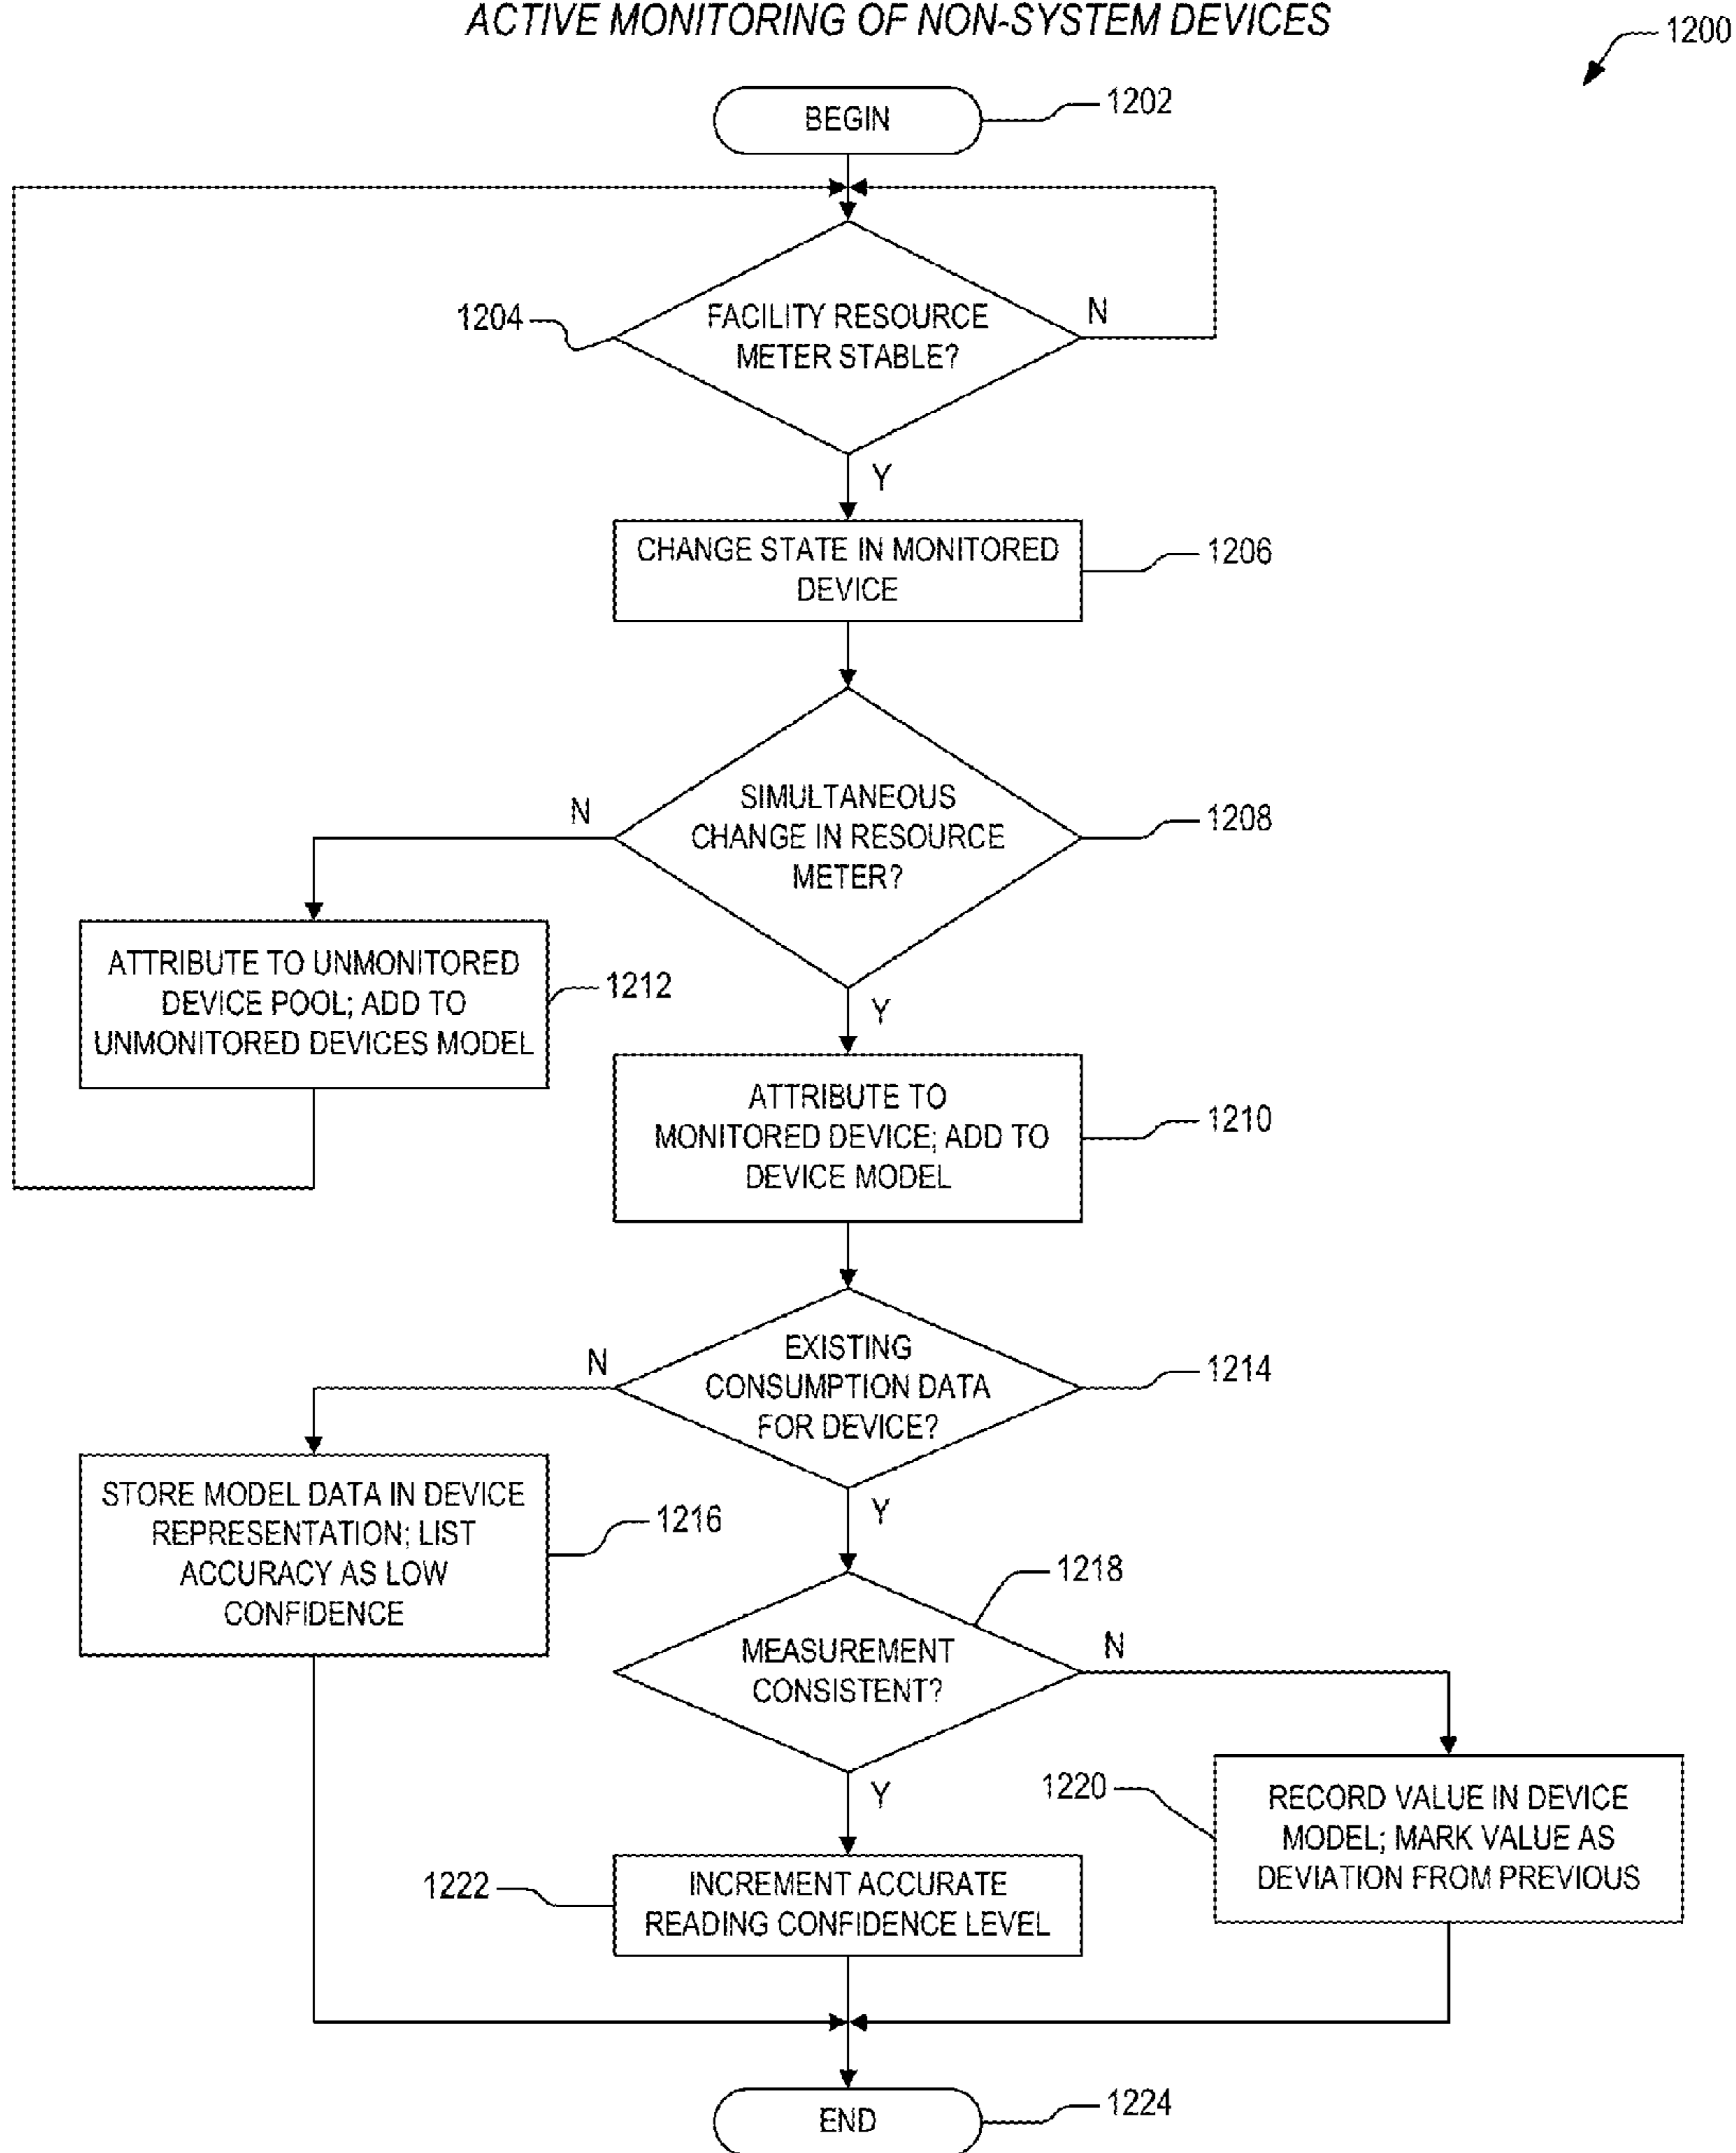 ACTIVE MONITORING OF NON-SYSTEM DEVICES
1200
BEGIN
1202
1204
FACILITY RESOURCE
METER STABLE?
N
Y
CHANGE STATE IN MONITORED
DEVICE
1206
SIMULTANEOUS
CHANGE IN RESOURCE
METER?
N
1208
Y
ATTRIBUTE TO UNMONITORED
DEVICE POOL; ADD TO
UNMONITORED DEVICES MODEL
1212
ATTRIBUTE TO
MONITORED DEVICE; ADD TO
DEVICE MODEL
1210
EXISTING
CONSUMPTION DATA
FOR DEVICE?
N
1214
Y
STORE MODEL DATA IN DEVICE
REPRESENTATION; LIST
ACCURACY AS LOW
CONFIDENCE
1216
1218
MEASUREMENT
CONSISTENT?
N
Y
1220
RECORD VALUE IN DEVICE
MODEL; MARK VALUE AS
DEVIATION FROM PREVIOUS
1222
INCREMENT ACCURATE
READING CONFIDENCE LEVEL
END
1224